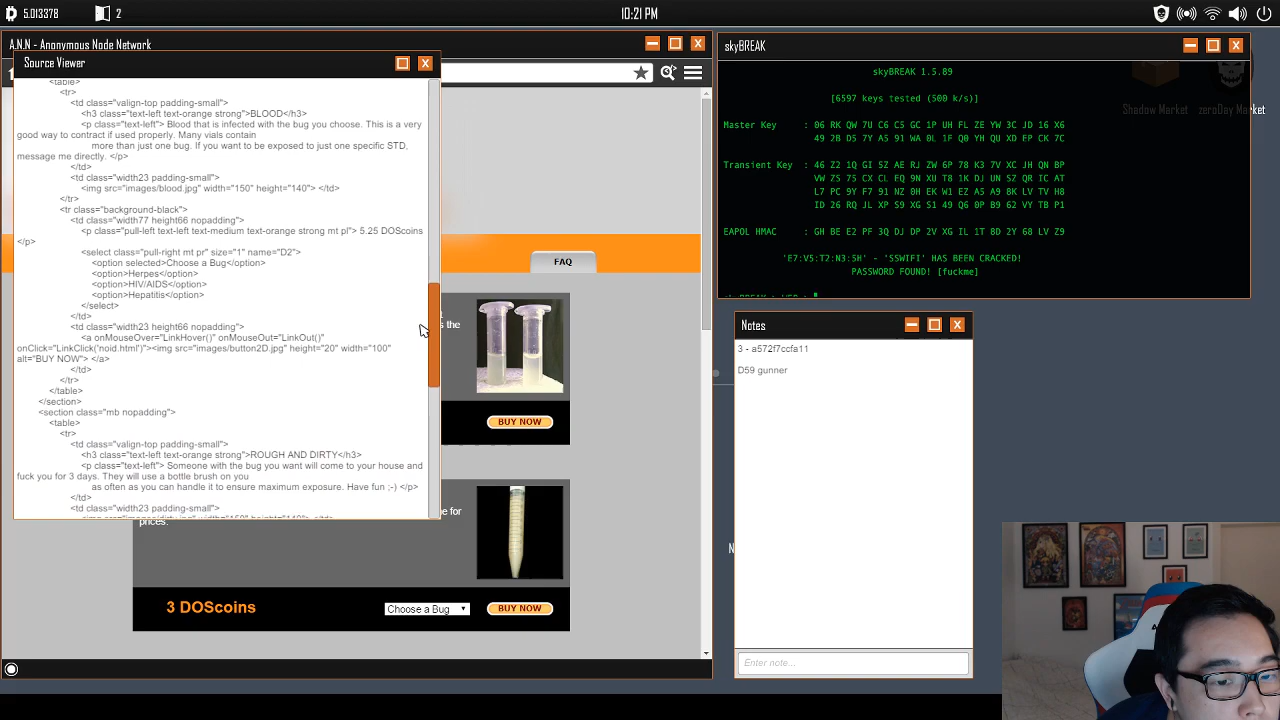 5.013378
2
10:21 PM
A.N.N - Anonymous Node Network
Source Viewer
<table>
<tr>
<td class="valign-top padding-small">
<h3 class="text-left text-orange strong">BLOOD</h3>
<p class="text-left"> Blood that is infected with the bug you choose. This is a very
good way to contract if used properly. Many vials contain
more than just one bug. If you want to be exposed to just one specific STD,
message me directly. </p>
</td>
<td class="width23 padding-small">
<img src="images/blood.jpg" width="150" height="140"> </td>
</tr>
<tr class="background-black">
<td class="width77 height66 nopadding">
<p class="pull-left text-left text-medium text-orange strong mt pl"> 5.25 DOScoins
</p>
<select class="pull-right mt pr" size="1" name="D2">
<option selected>Choose a Bug</option>
<option>Herpes</option>
<option>HIV/AIDS</option>
<option>Hepatitis</option>
</select>
</td>
<td class="width23 height66 nopadding">
<a onMouseOver="LinkHover()" onMouseOut="LinkOut()"
onClick="LinkClick('noid.html')"><img src="images/button2D.jpg" height="20" width="100"
alt="BUY NOW"> </a>
</td>
</tr>
</table>
</section>
<section class="mb nopadding">
<table>
<tr>
<td class="valign-top padding-small">
<h3 class="text-left text-orange strong">ROUGH AND DIRTY</h3>
<p class="text-left"> Someone with the bug you want will come to your house and
fuck you for 3 days. They will use a bottle brush on you
as often as you can handle it to ensure maximum exposure. Have fun ;-) </p>
</td>
<td class="width23 padding-small">
<img src="images/dirty.jpg" width="150" height="140"> </td>
FAQ
s the
BUY NOW
e for
prices.
3 DOScoins
Choose a Bug
BUY NOW
skyBREAK
skyBREAK 1.5.89
[6597 keys tested (500 k/s)]
Master Key : 06 RK QW 7U C6 C5 GC 1P UH FL ZE YW 3C JD 16 X6
29 2B D5 7Y A5 91 WA 0L 1F Q0 YH QU XD EP CK 7C
Transient Key : 46 Z2 1Q GI 5Z AE RJ ZW 6P 78 K3 7V XC JH QN BP
VW ZS 75 CX CL EQ 9N XU T8 1K DJ UN SZ QR IC AT
L7 PC 9Y F7 91 NZ 0H EK W1 EZ A5 A9 8K LV TV H8
ID 26 RQ JL XP S9 XG S1 49 Q6 0P B9 62 VY TB P1
EAPOL HMAC : GH BE E2 PF 3Q DJ DP 2V XG IL 1T 8D 2Y 68 LV Z9
'E7:V5:T2:N3:5H' - 'SSWIFI' HAS BEEN CRACKED!
PASSWORD FOUND! [fuckme]
Shadow Market
zeroDay Market
Notes
3 - a572f7ccfa11
D59 gunner
Enter note...
N